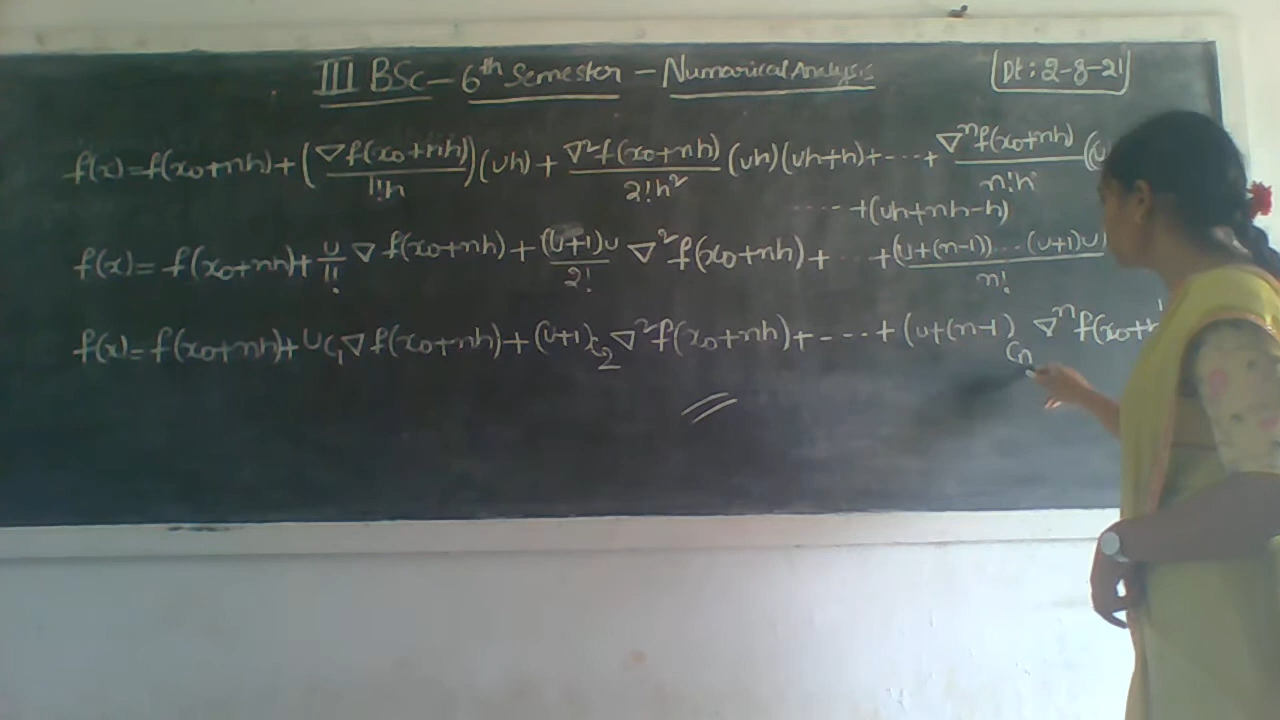 III BSc - 6th Semester - Numarical Analysis
Dt: 2-8-21
f(x) = f(x₀+nh) + (∇f(x₀+nh)/1!h)(uh) + ∇²f(x₀+nh)/2!h² (uh)(uh+h) + ---- + ∇ⁿf(x₀+nh)/n!hⁿ
----- + (uh+nh-h)
f(x) = f(x₀+nh) + u/1! ∇f(x₀+nh) + (u+1)u/2! ∇²f(x₀+nh) + -- + (u+(n-1))...(u+1)u/n!
f(x) = f(x₀+nh) + uC₁∇f(x₀+nh) + (u+1)C₂∇²f(x₀+nh) + ---- + (u+(n-1)Cn ∇ⁿf(x₀+